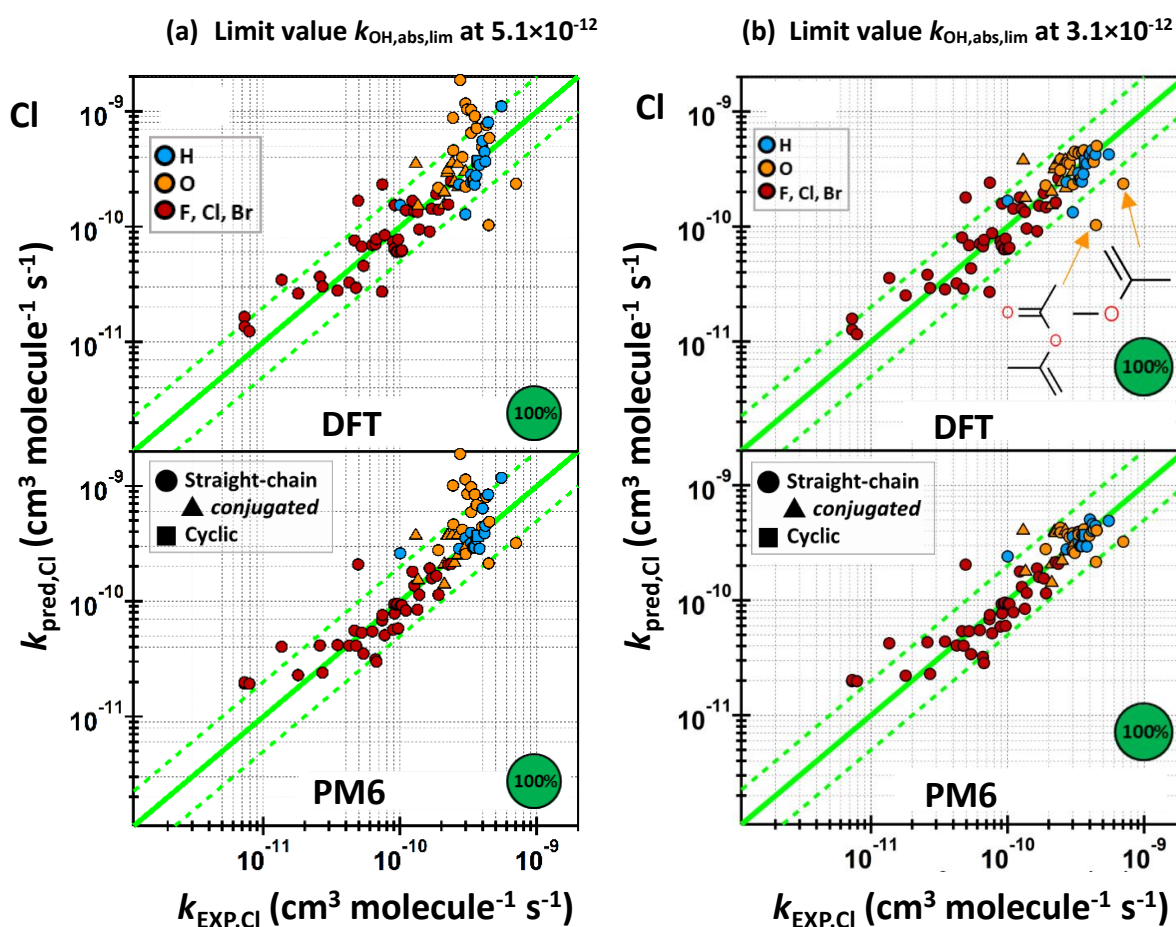 (a) Limit value kOH,abs,lim at 5.1×10-12
(b) Limit value kOH,abs,lim at 3.1×10-12
Cl
kpred,Cl (cm3 molecule-1 s-1)
10-9
10-10
10-11
H
O
F, Cl, Br
100%
DFT
10-9
10-10
10-11
Straight-chain
conjugated
Cyclic
100%
PM6
10-11 10-10 10-9
kEXP,Cl (cm3 molecule-1 s-1)
Cl
kpred,Cl (cm3 molecule-1 s-1)
10-9
10-10
10-11
H
O
F, Cl, Br
O
O
O
100%
DFT
10-9
10-10
10-11
Straight-chain
conjugated
Cyclic
100%
PM6
10-11 10-10 10-9
kEXP,Cl (cm3 molecule-1 s-1)